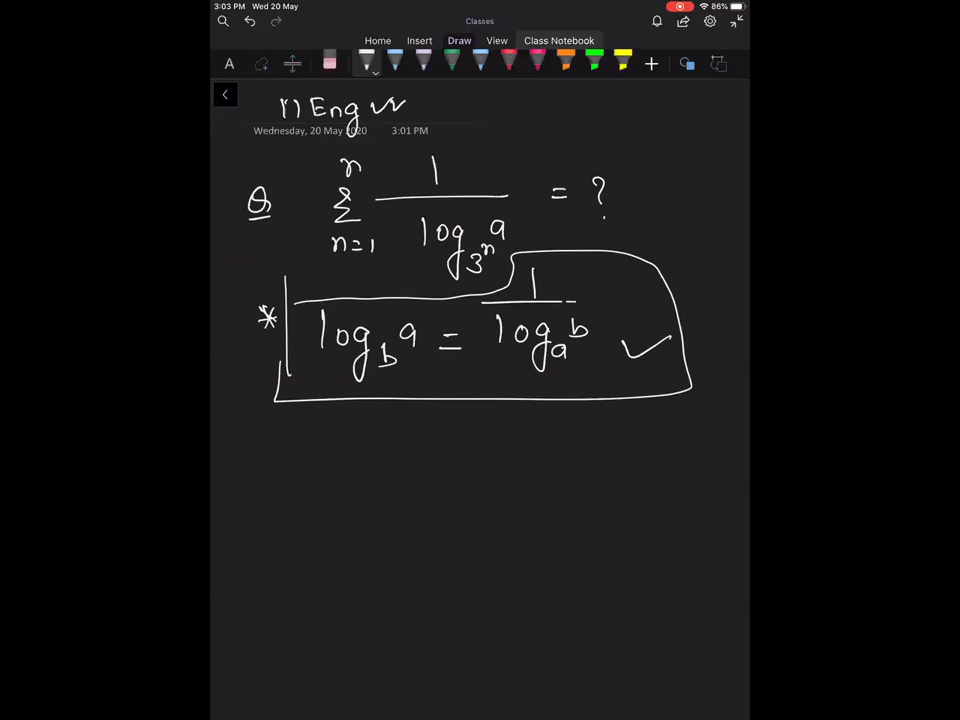 3:03 PM Wed 20 May 86%
Classes
Home Insert Draw View Class Notebook
A
11 Eng
Wednesday, 20 May 2020 3:01 PM
Q ∑_{n=1}^{n} 1/log_{3^n} a = ?
* log_b a = 1/log_a b ✓